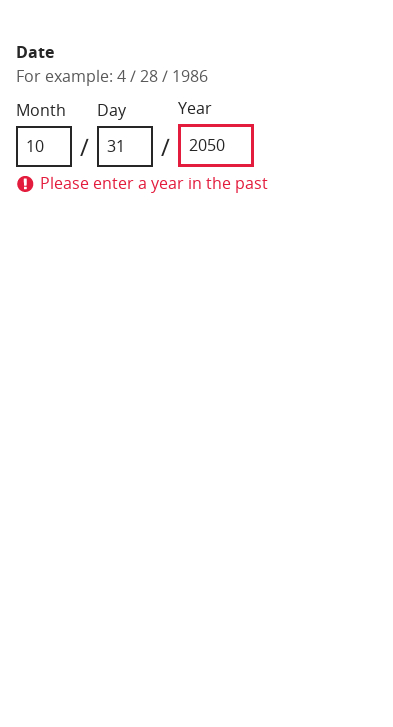 Date
For example: 4 / 28 / 1986
Month Day Year
10 / 31 / 2050
Please enter a year in the past